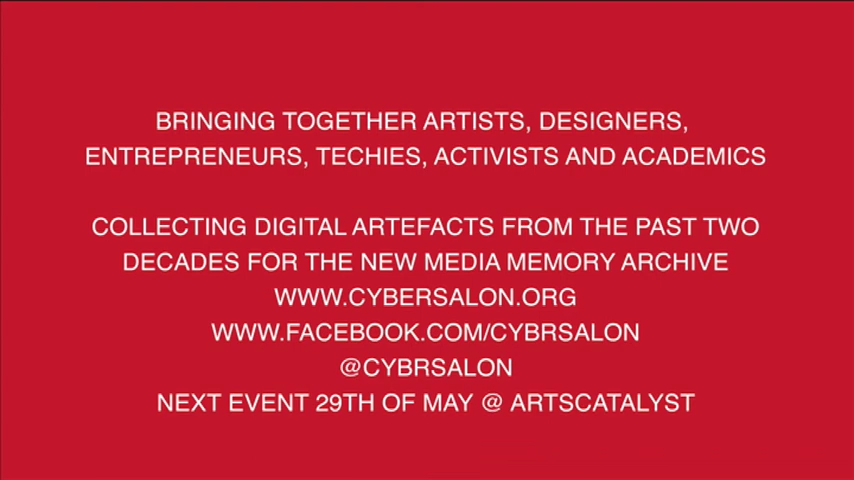 BRINGING TOGETHER ARTISTS, DESIGNERS,
ENTREPRENEURS, TECHIES, ACTIVISTS AND ACADEMICS
COLLECTING DIGITAL ARTEFACTS FROM THE PAST TWO
DECADES FOR THE NEW MEDIA MEMORY ARCHIVE
WWW.CYBERSALON.ORG
WWW.FACEBOOK.COM/CYBRSALON
@CYBRSALON
NEXT EVENT 29TH OF MAY @ ARTSCATALYST